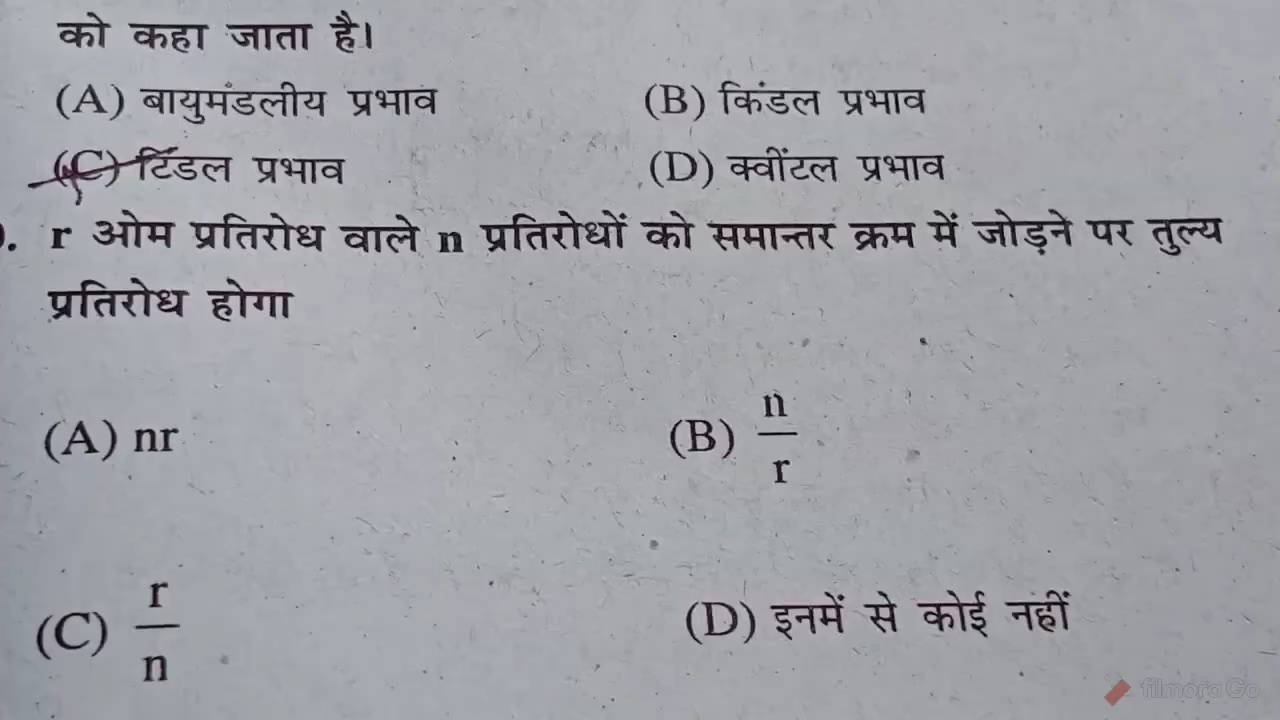 को कहा जाता है।
(A) बायुमंडलीय प्रभाव (B) किंडल प्रभाव
(C) टिंडल प्रभाव (D) क्वींटल प्रभाव
. r ओम प्रतिरोध वाले n प्रतिरोधों को समान्तर क्रम में जोड़ने पर तुल्य
प्रतिरोध होगा
(A) nr (B) n/r
(C) r/n (D) इनमें से कोई नहीं
filmora Go